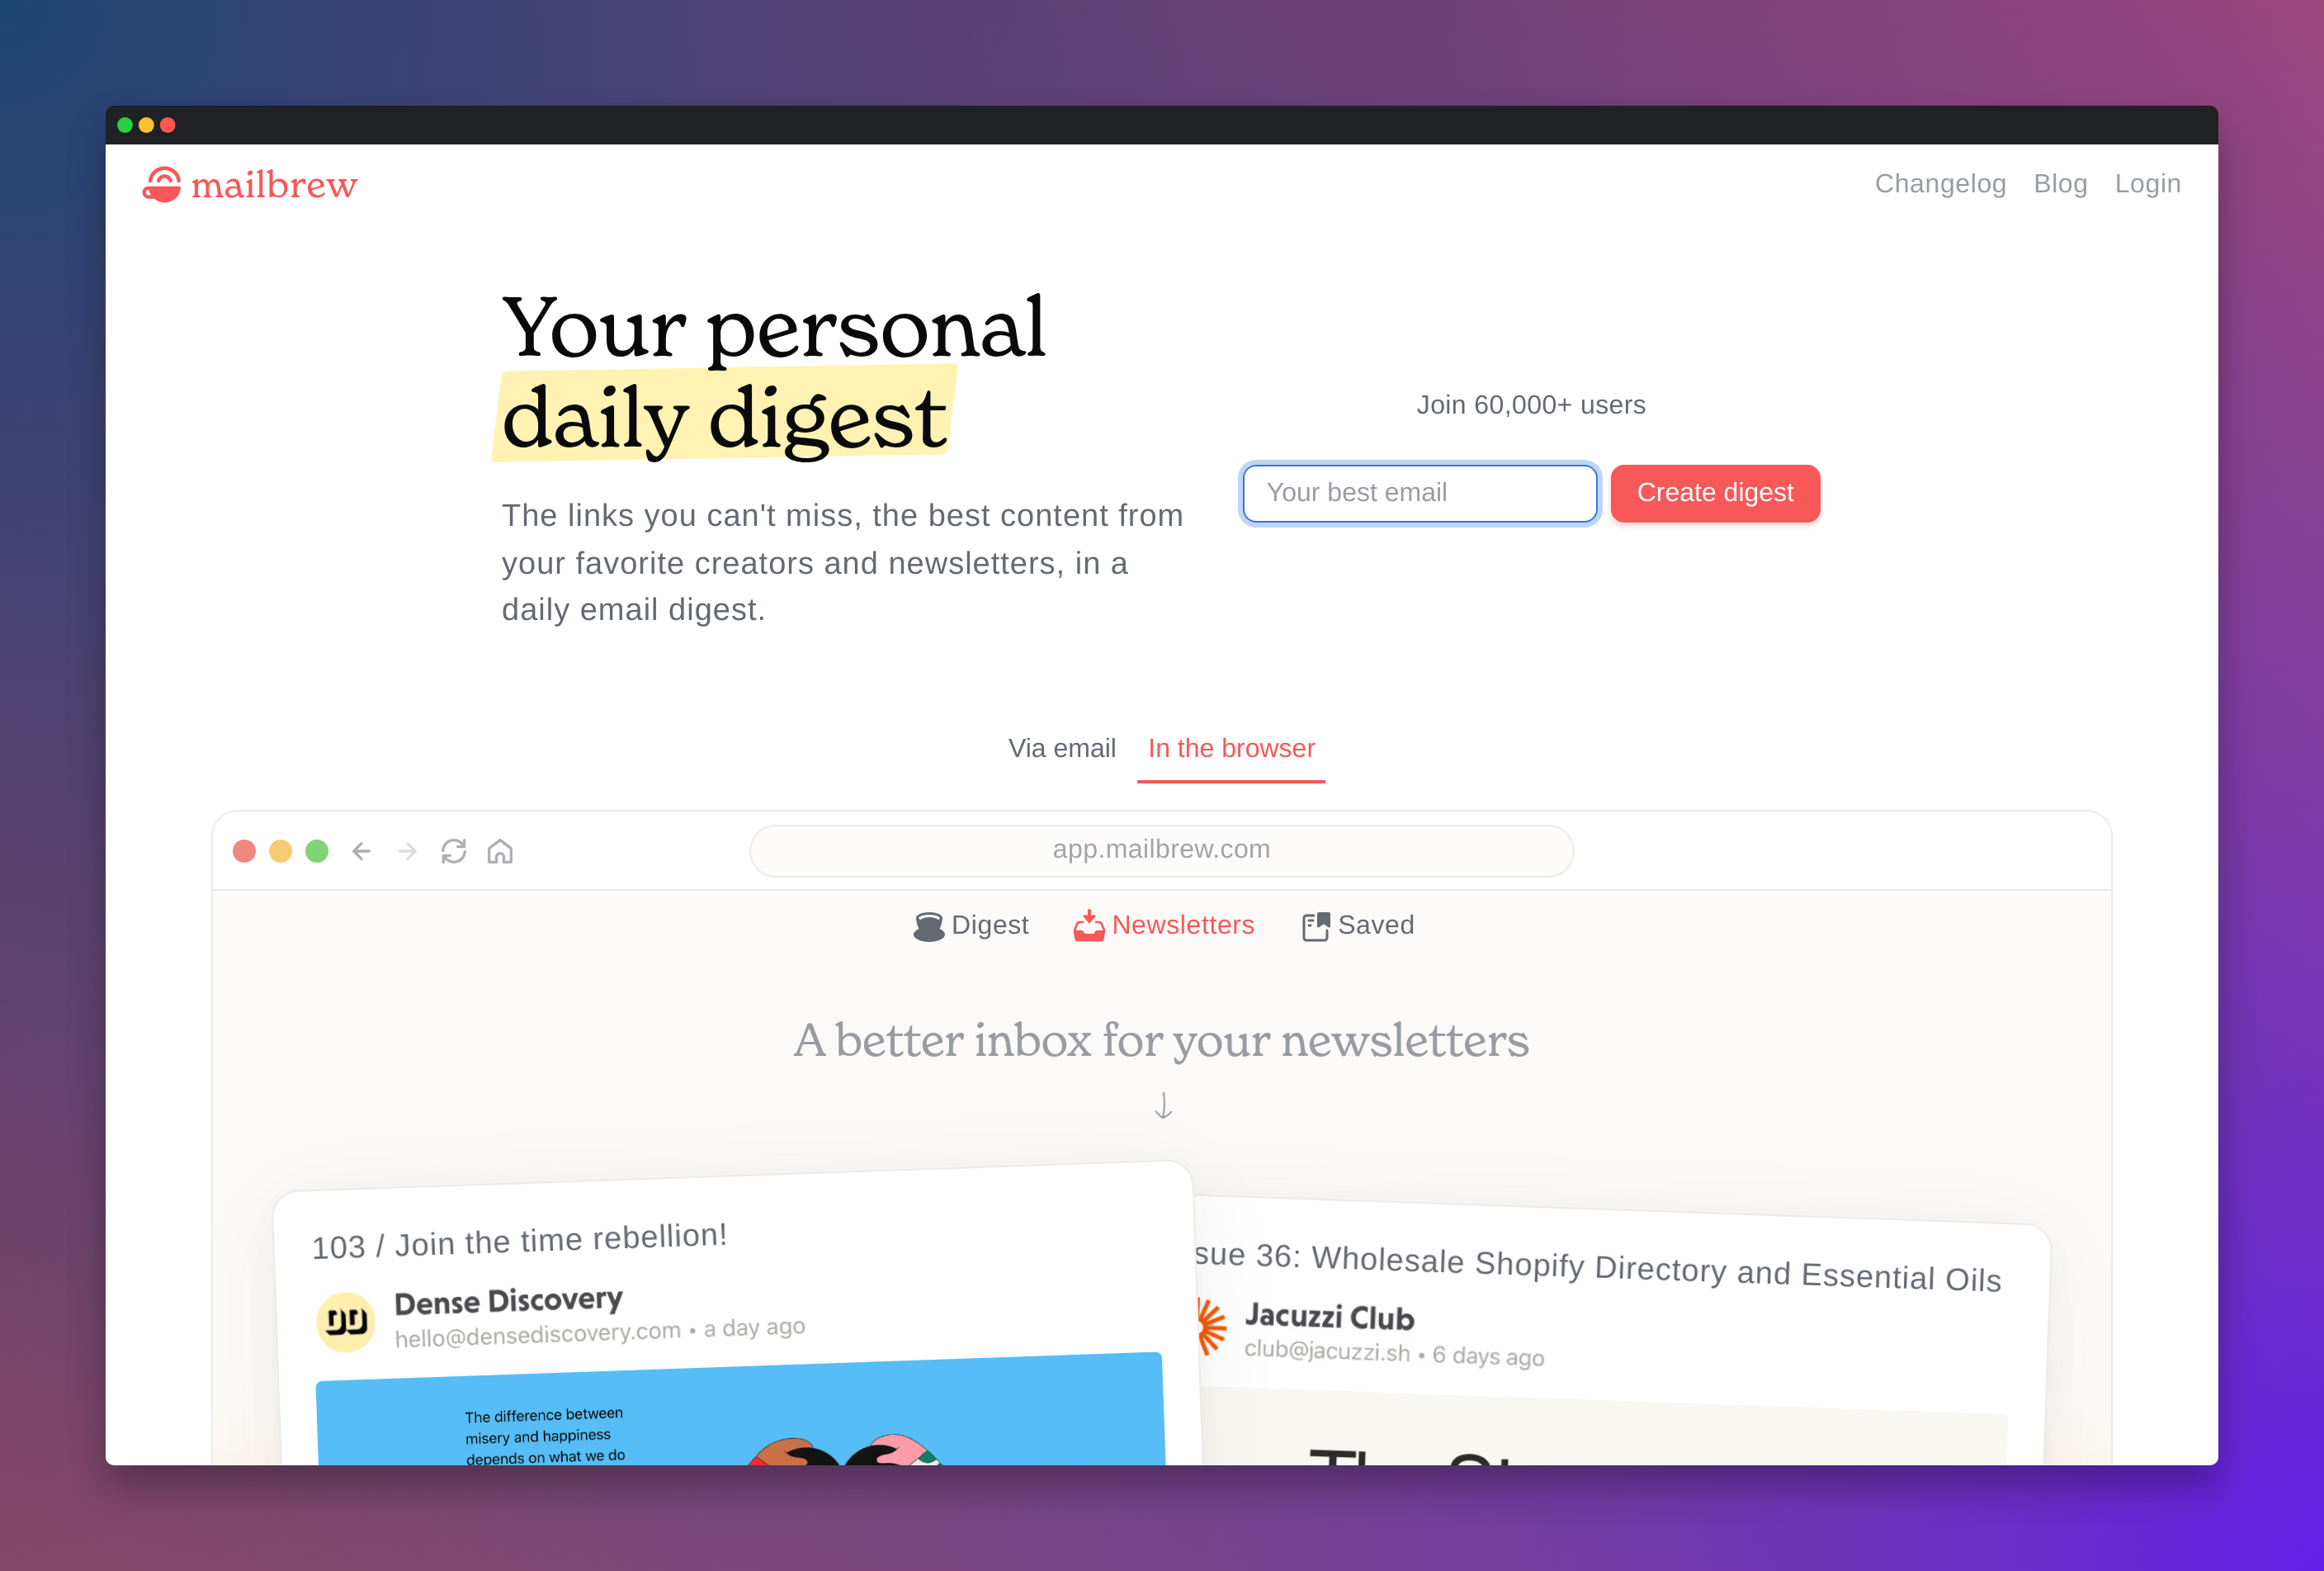 mailbrew
Changelog Blog Login
Your personal
daily digest
The links you can't miss, the best content from
your favorite creators and newsletters, in a
daily email digest.
Join 60,000+ users
Your best email
Create digest
Via email
In the browser
app.mailbrew.com
Digest
Newsletters
Saved
A better inbox for your newsletters
103 / Join the time rebellion!
DD
Dense Discovery
hello@densediscovery.com • a day ago
The difference between
misery and happiness
depends on what we do
sue 36: Wholesale Shopify Directory and Essential Oils
Jacuzzi Club
club@jacuzzi.sh • 6 days ago